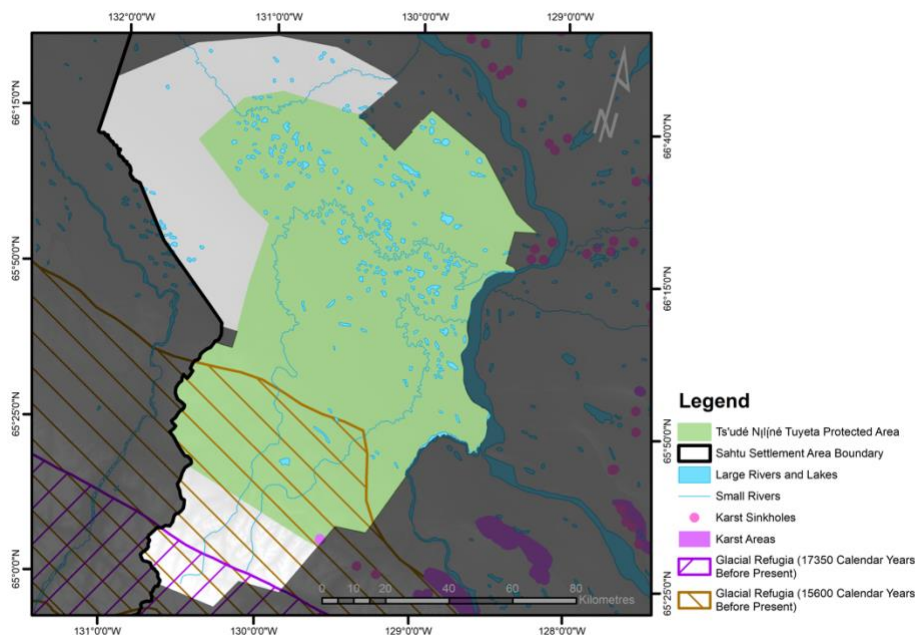 132°0'0"W 131°0'0"W 130°0'0"W 129°0'0"W
66°15'0"N
65°50'0"N
65°25'0"N
65°0'0"N
66°40'0"N
66°15'0"N
65°50'0"N
65°25'0"N
N
0 10 20 40 60 80
Kilometres
131°0'0"W 130°0'0"W 129°0'0"W 128°0'0"W
Legend
Ts'udé Nı̨lı̨né Tuyeta Protected Area
Sahtu Settlement Area Boundary
Large Rivers and Lakes
Small Rivers
Karst Sinkholes
Karst Areas
Glacial Refugia (17350 Calendar Years
Before Present)
Glacial Refugia (15600 Calendar Years
Before Present)